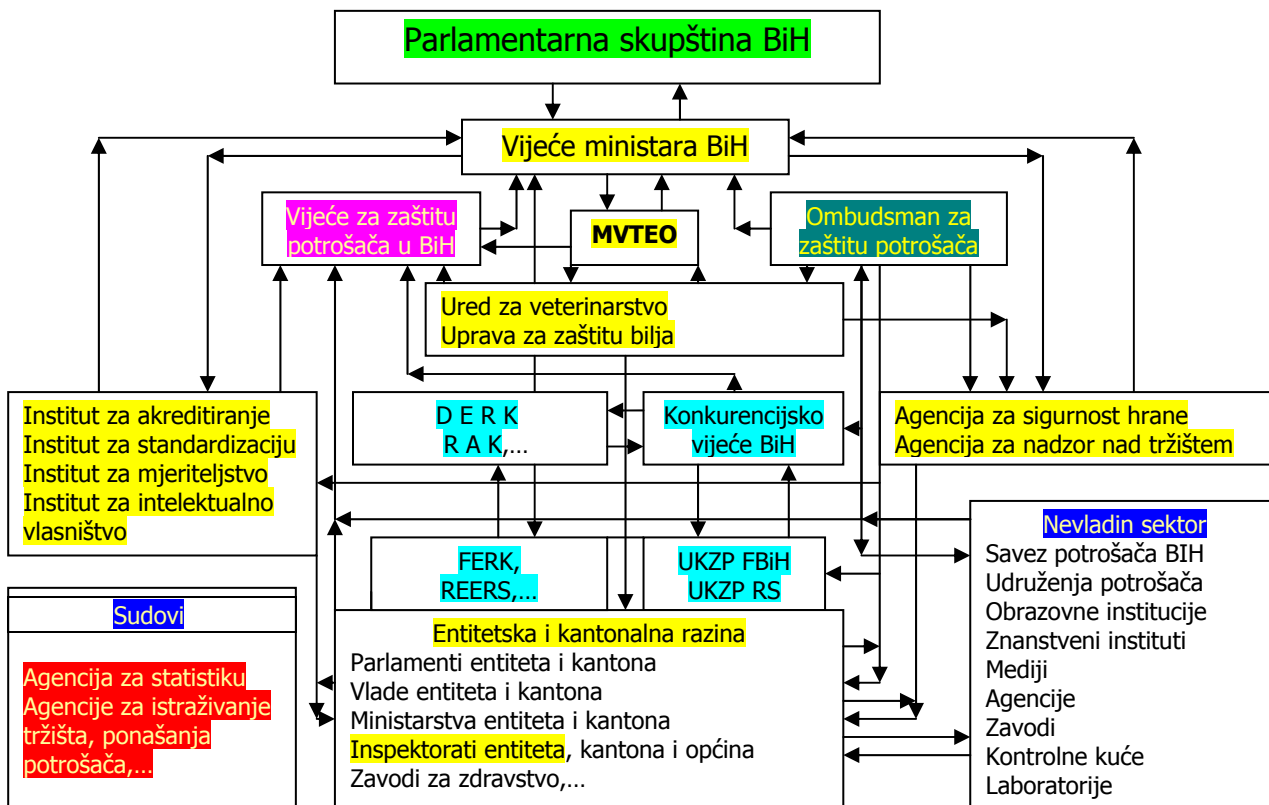 Parlamentarna skupština BiH
Vijeće ministara BiH
Vijeće za zaštitu
potrošača u BiH
MVTEO
Ombudsman za
zaštitu potrošača
Ured za veterinarstvo
Uprava za zaštitu bilja
Institut za akreditiranje
Institut za standardizaciju
Institut za mjeriteljstvo
Institut za intelektualno
vlasništvo
D E R K
R A K,...
Konkurencijsko
vijeće BiH
Agencija za sigurnost hrane
Agencija za nadzor nad tržištem
FERK,
REERS,...
UKZP FBiH
UKZP RS
Nevladin sektor
Savez potrošača BIH
Udruženja potrošača
Obrazovne institucije
Znanstveni instituti
Mediji
Agencije
Zavodi
Kontrolne kuće
Laboratorije
Sudovi
Agencija za statistiku
Agencije za istraživanje
tržišta, ponašanja
potrošača,...
Entitetska i kantonalna razina
Parlamenti entiteta i kantona
Vlade entiteta i kantona
Ministarstva entiteta i kantona
Inspektorati entiteta, kantona i općina
Zavodi za zdravstvo,...